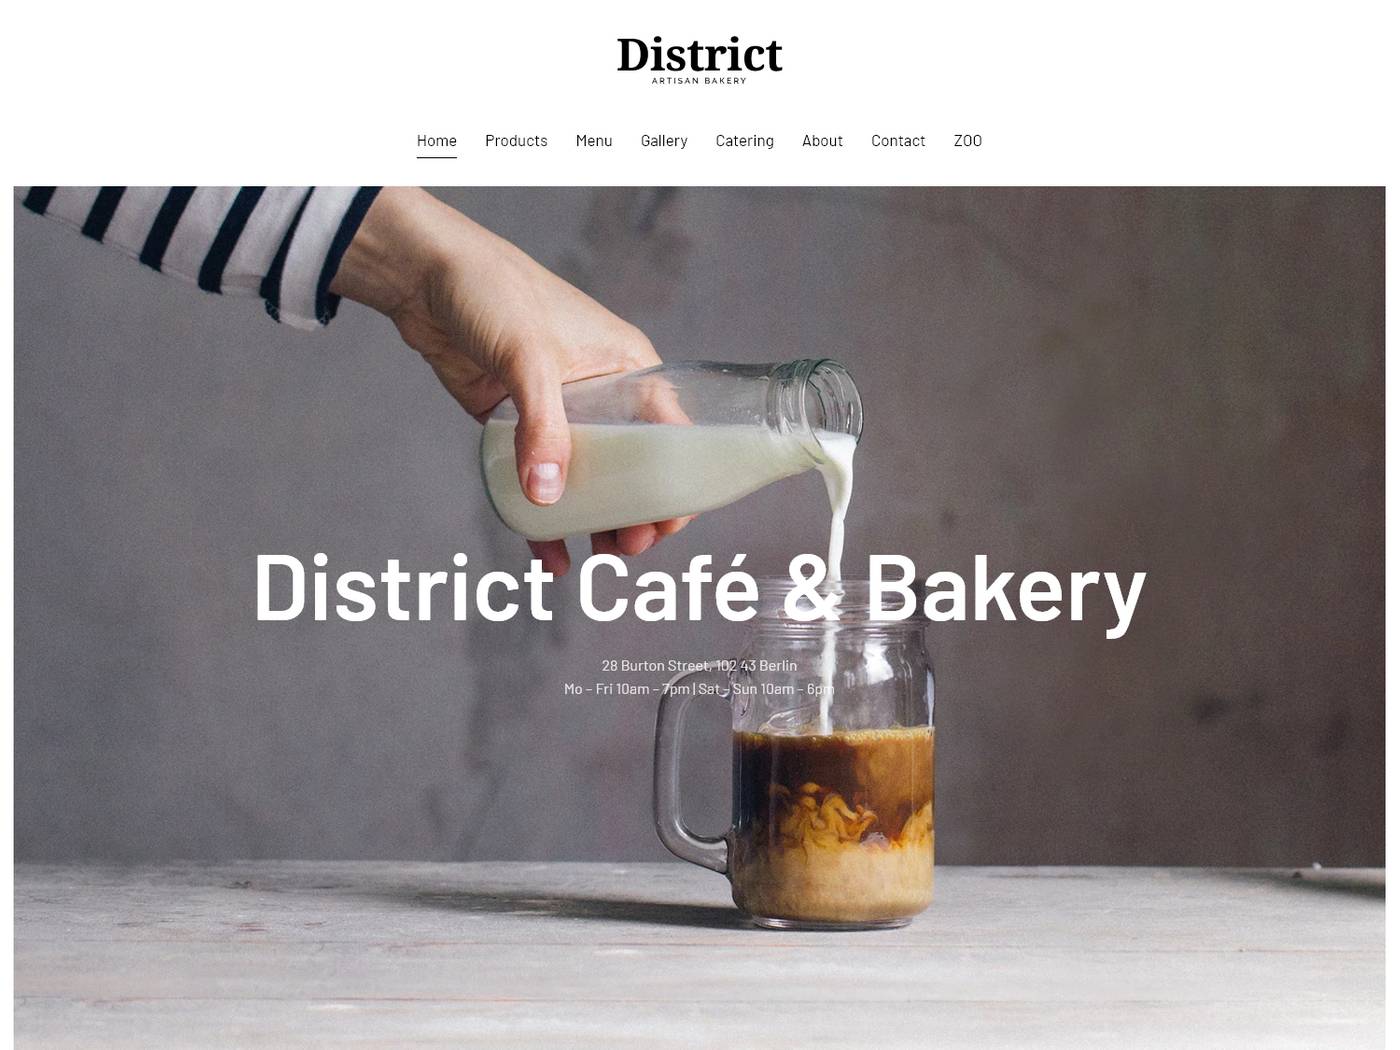 District
ARTISAN BAKERY
Home Products Menu Gallery Catering About Contact ZOO
District Café & Bakery
28 Burton Street, 102 43 Berlin
Mo – Fri 10am – 7pm | Sat – Sun 10am – 6pm